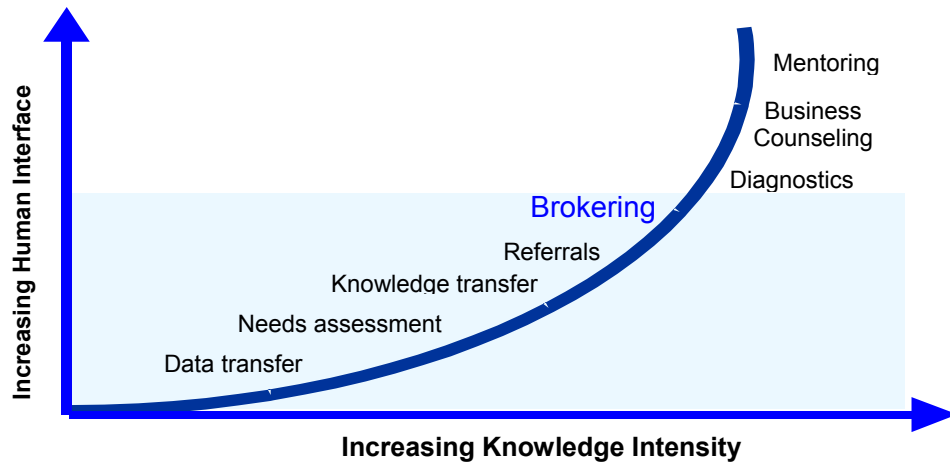 Mentoring
Business
Counseling
Diagnostics
Brokering
Referrals
Knowledge transfer
Needs assessment
Data transfer
Increasing Human Interface
Increasing Knowledge Intensity